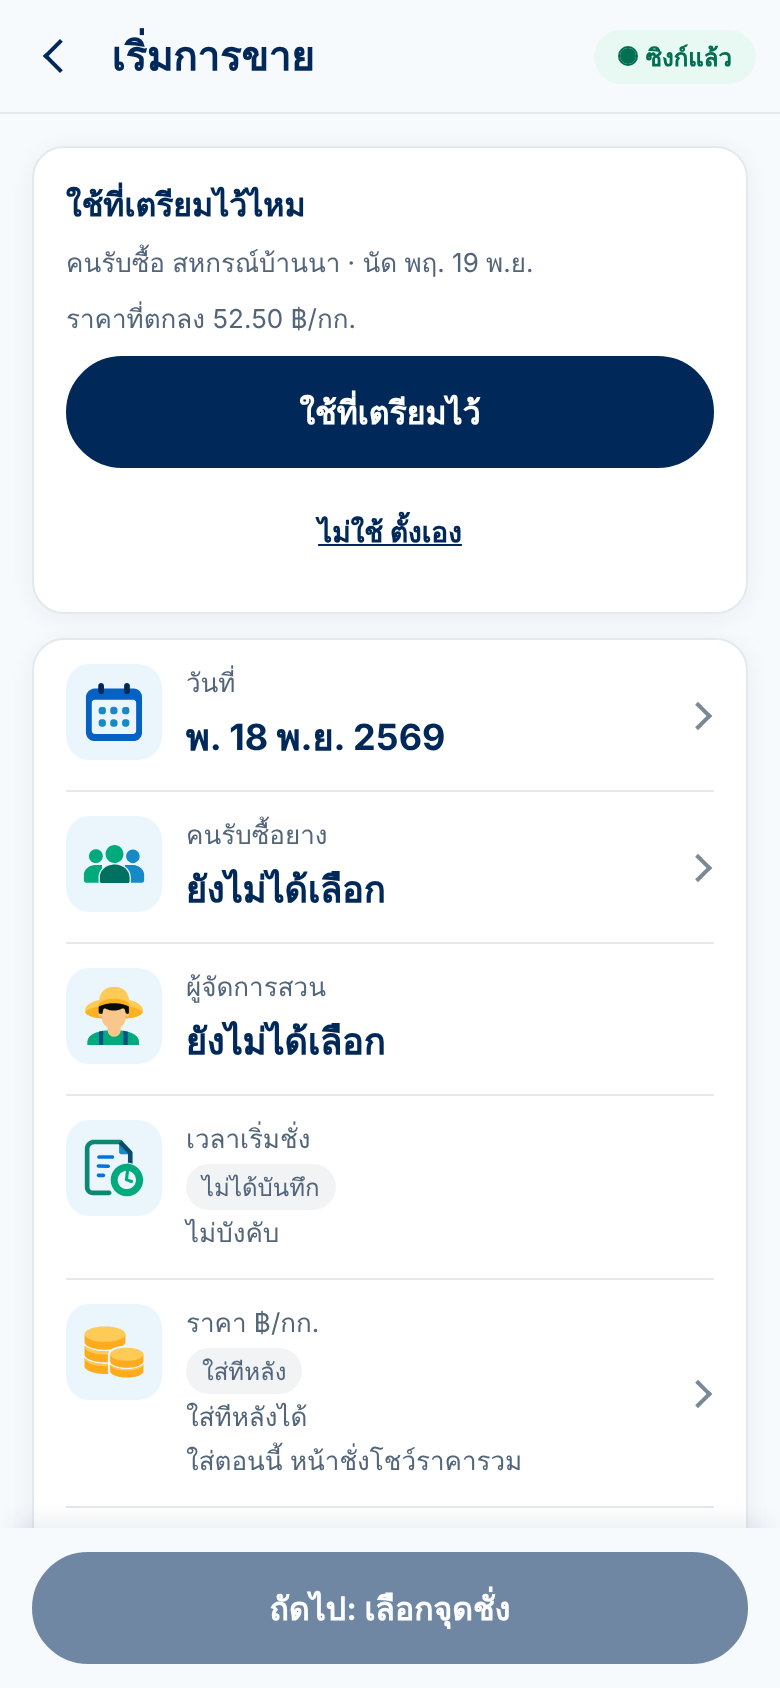 เริ่มการขาย
ซิงก์แล้ว
ใช้ที่เตรียมไว้ไหม
คนรับซื้อ สหกรณ์บ้านนา · นัด พฤ. 19 พ.ย.
ราคาที่ตกลง 52.50 ฿/กก.
ใช้ที่เตรียมไว้
ไม่ใช้ ตั้งเอง
วันที่
พ. 18 พ.ย. 2569
คนรับซื้อยาง
ยังไม่ได้เลือก
ผู้จัดการสวน
ยังไม่ได้เลือก
เวลาเริ่มชั่ง
ไม่ได้บันทึก
ไม่บังคับ
ราคา ฿/กก.
ใส่ทีหลัง
ใส่ทีหลังได้
ใส่ตอนนี้ หน้าชั่งโชว์ราคารวม
ถัดไป: เลือกจุดชั่ง